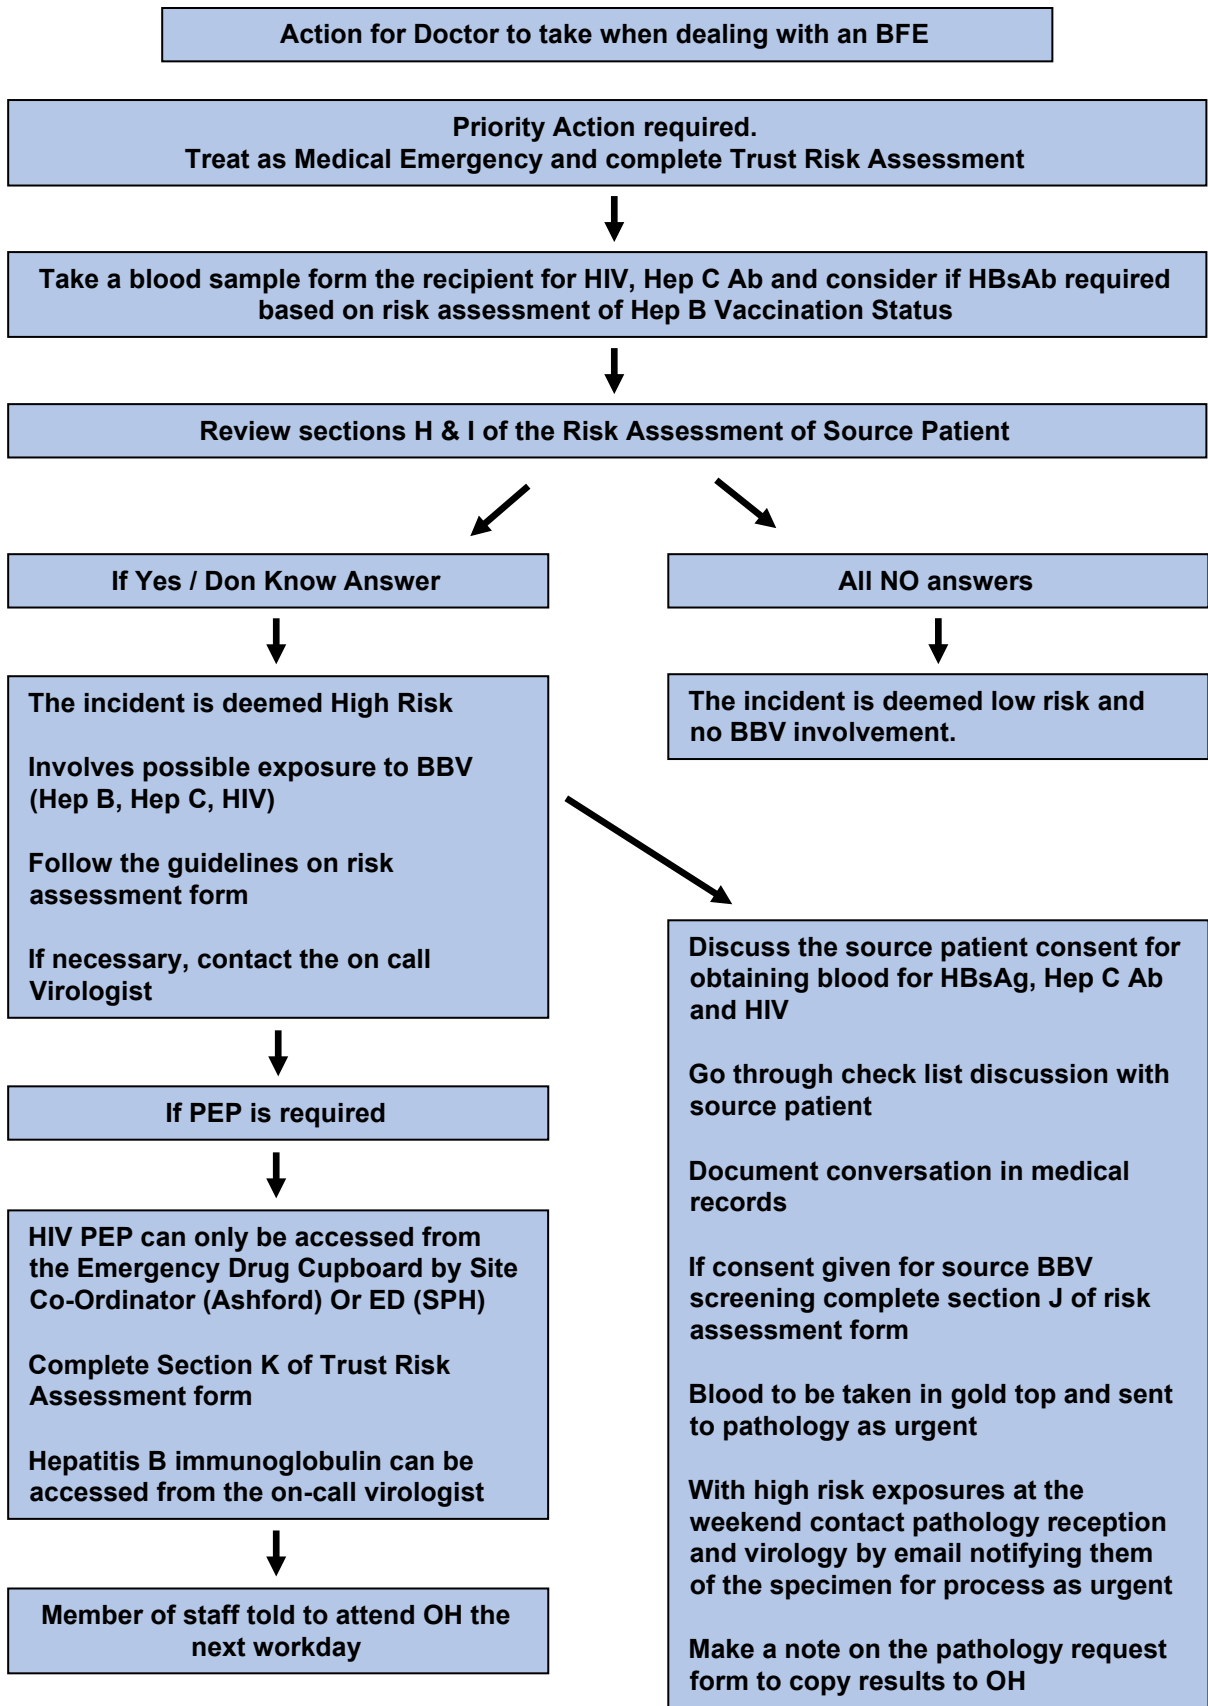 Action for Doctor to take when dealing with an BFE
Priority Action required.
Treat as Medical Emergency and complete Trust Risk Assessment
Take a blood sample form the recipient for HIV, Hep C Ab and consider if HBsAb required
based on risk assessment of Hep B Vaccination Status
Review sections H & I of the Risk Assessment of Source Patient
If Yes / Don Know Answer
All NO answers
The incident is deemed High Risk
Involves possible exposure to BBV
(Hep B, Hep C, HIV)
Follow the guidelines on risk
assessment form
If necessary, contact the on call
Virologist
The incident is deemed low risk and
no BBV involvement.
If PEP is required
HIV PEP can only be accessed from
the Emergency Drug Cupboard by Site
Co-Ordinator (Ashford) Or ED (SPH)
Complete Section K of Trust Risk
Assessment form
Hepatitis B immunoglobulin can be
accessed from the on-call virologist
Member of staff told to attend OH the
next workday
Discuss the source patient consent for
obtaining blood for HBsAg, Hep C Ab
and HIV
Go through check list discussion with
source patient
Document conversation in medical
records
If consent given for source BBV
screening complete section J of risk
assessment form
Blood to be taken in gold top and sent
to pathology as urgent
With high risk exposures at the
weekend contact pathology reception
and virology by email notifying them
of the specimen for process as urgent
Make a note on the pathology request
form to copy results to OH